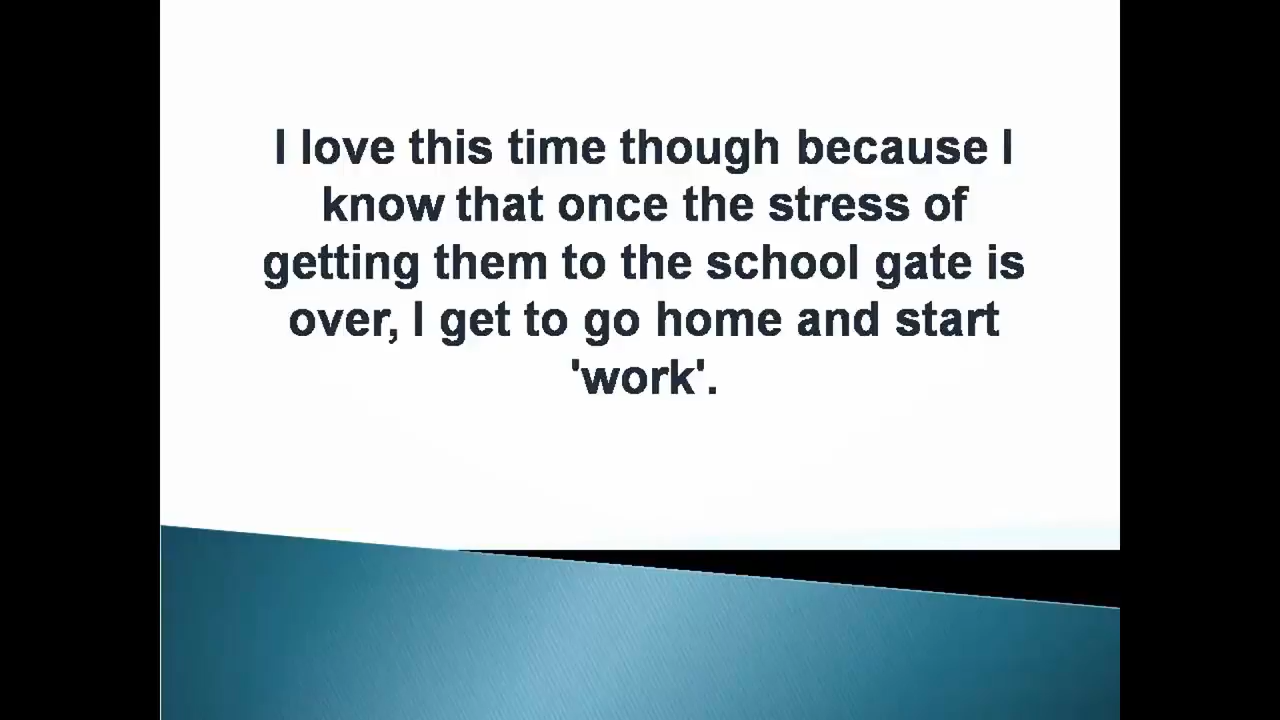 I love this time though because I
know that once the stress of
getting them to the school gate is
over, I get to go home and start
'work'.